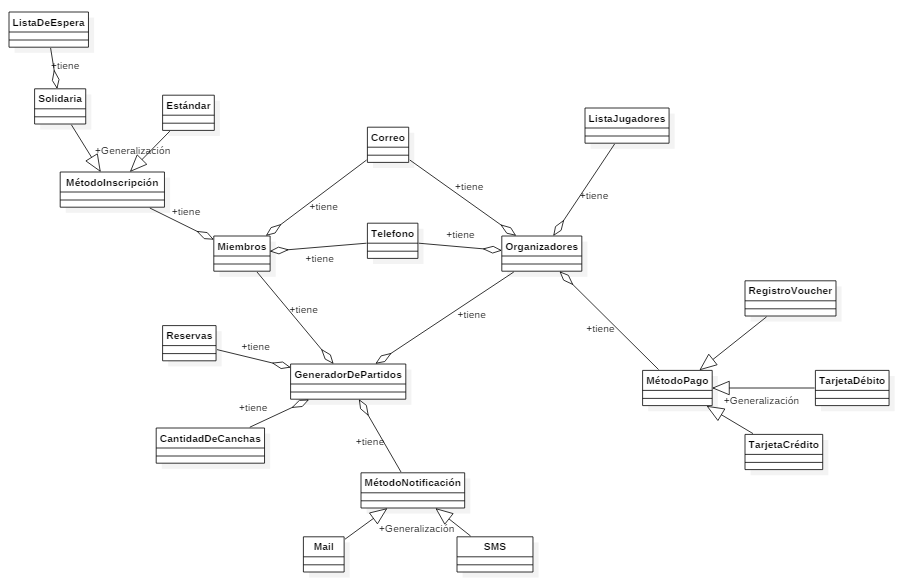 ListaDeEspera
+tiene
Solidaria
Estándar
+Generalización
MétodoInscripción
+tiene
Correo
ListaJugadores
+tiene
+tiene
+tiene
Miembros
Telefono
+tiene
+tiene
Organizadores
+tiene
+tiene
+tiene
RegistroVoucher
Reservas
+tiene
GeneradorDePartidos
MétodoPago
TarjetaDébito
+Generalización
+tiene
CantidadDeCanchas
+tiene
TarjetaCrédito
MétodoNotificación
+Generalización
Mail
SMS